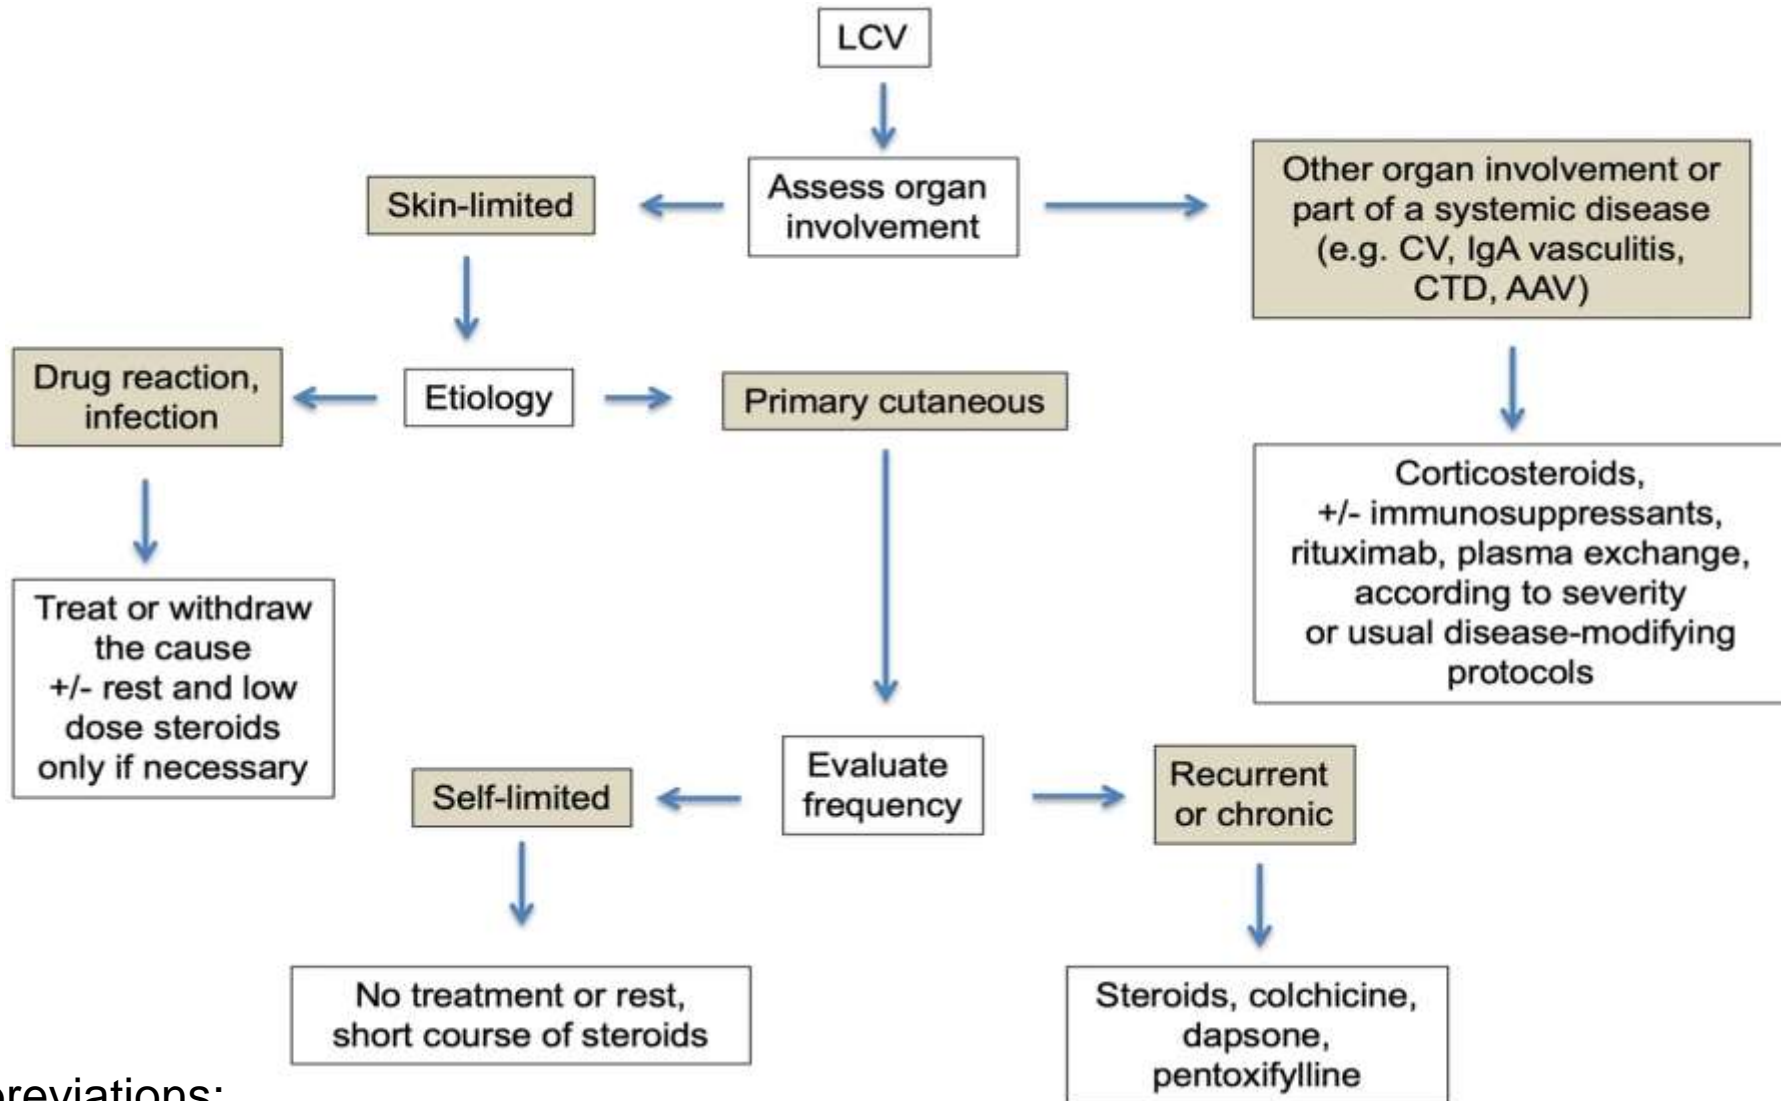 LCV
Assess organ
involvement
Skin-limited
Other organ involvement or
part of a systemic disease
(e.g. CV, IgA vasculitis,
CTD, AAV)
Drug reaction,
infection
Etiology
Primary cutaneous
Corticosteroids,
+/- immunosuppressants,
rituximab, plasma exchange,
according to severity
or usual disease-modifying
protocols
Treat or withdraw
the cause
+/- rest and low
dose steroids
only if necessary
Self-limited
Evaluate
frequency
Recurrent
or chronic
No treatment or rest,
short course of steroids
Steroids, colchicine,
dapsone,
pentoxifylline